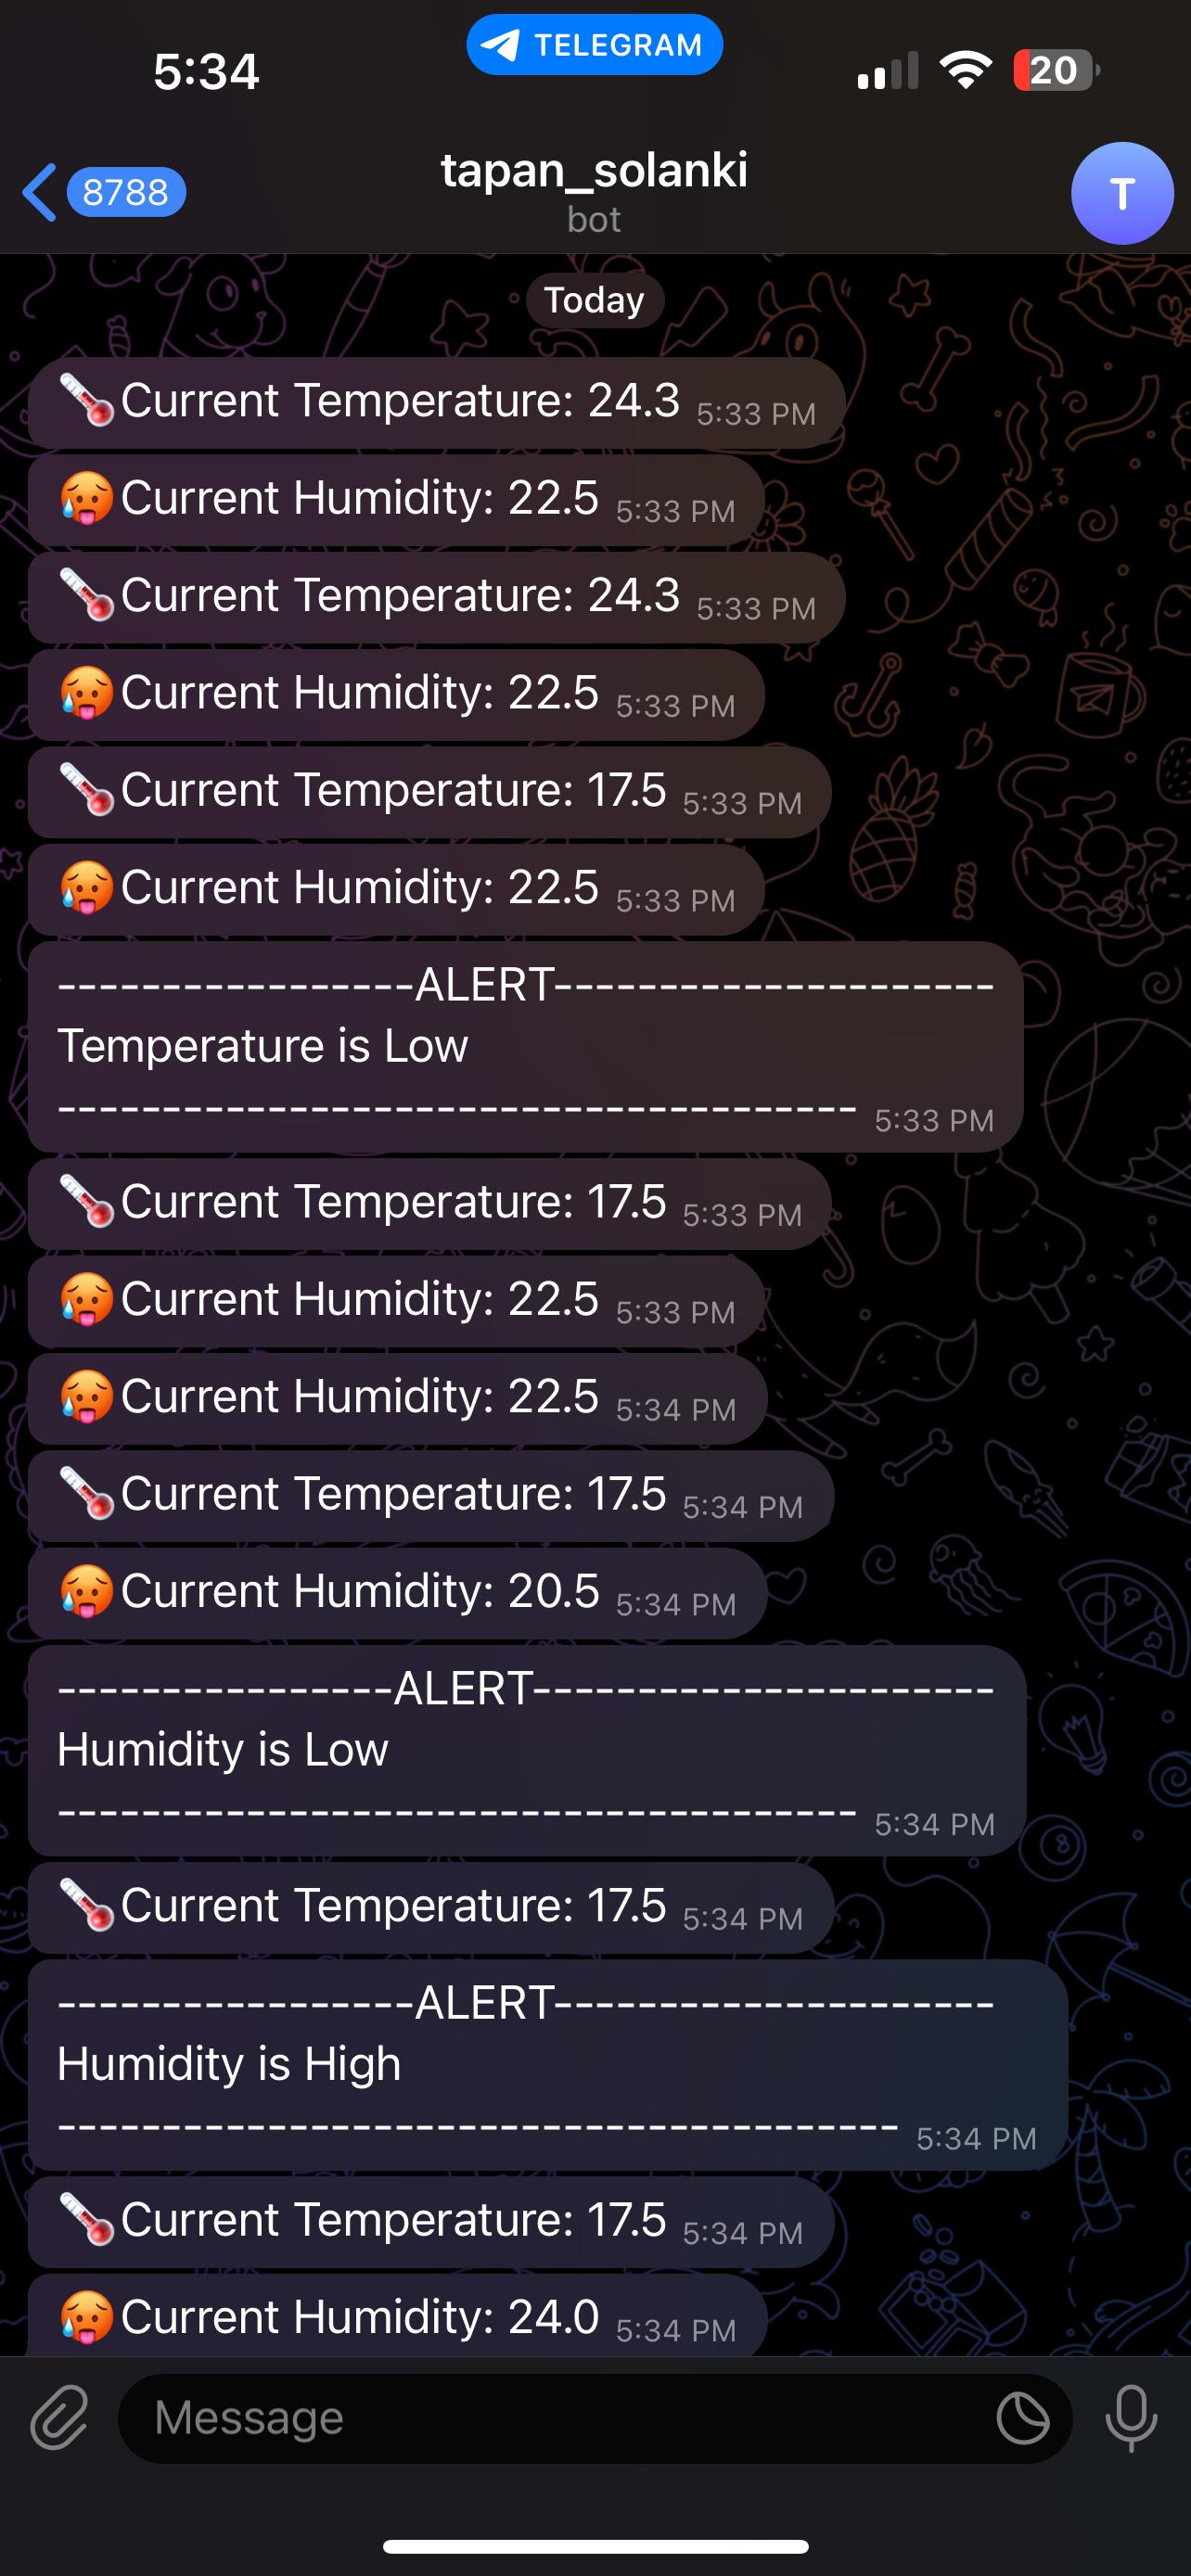 5:34
TELEGRAM
20
8788
tapan_solanki
bot
T
Today
🌡️Current Temperature: 24.3 5:33 PM
🥵Current Humidity: 22.5 5:33 PM
🌡️Current Temperature: 24.3 5:33 PM
🥵Current Humidity: 22.5 5:33 PM
🌡️Current Temperature: 17.5 5:33 PM
🥵Current Humidity: 22.5 5:33 PM
-----------------ALERT---------------------
Temperature is Low
-------------------------------------- 5:33 PM
🌡️Current Temperature: 17.5 5:33 PM
🥵Current Humidity: 22.5 5:33 PM
🥵Current Humidity: 22.5 5:34 PM
🌡️Current Temperature: 17.5 5:34 PM
🥵Current Humidity: 20.5 5:34 PM
----------------ALERT----------------------
Humidity is Low
-------------------------------------- 5:34 PM
🌡️Current Temperature: 17.5 5:34 PM
-----------------ALERT---------------------
Humidity is High
---------------------------------------- 5:34 PM
🌡️Current Temperature: 17.5 5:34 PM
🥵Current Humidity: 24.0 5:34 PM
Message